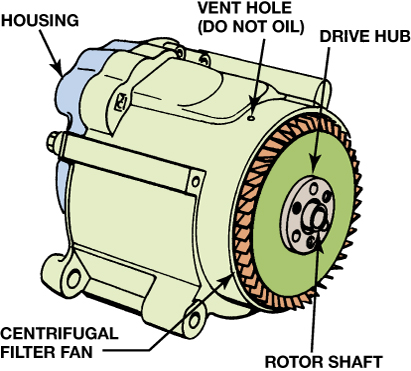 HOUSING
VENT HOLE
(DO NOT OIL)
DRIVE HUB
CENTRIFUGAL
FILTER FAN
ROTOR SHAFT